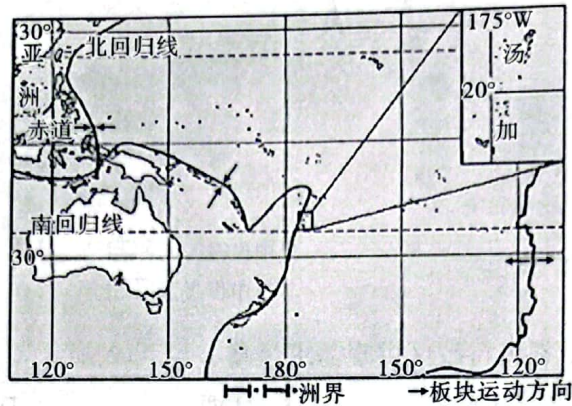 30°
亚
洲
北回归线
赤道
南回归线
30°
175°W
汤
20°
加
120°
150°
180°
150°
120°
洲界
板块运动方向